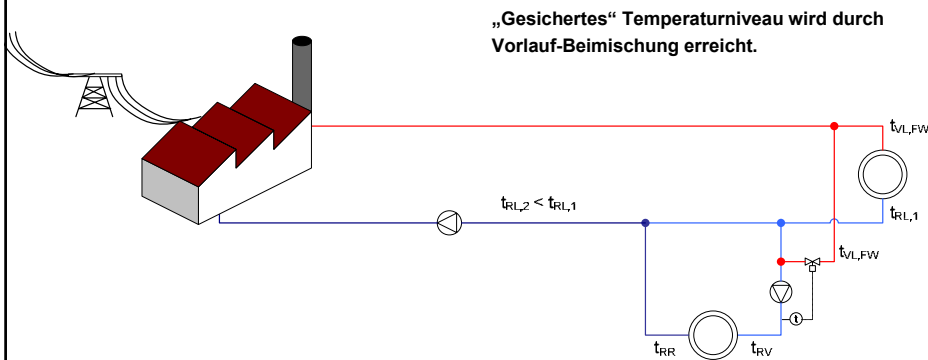 „Gesichertes“ Temperaturniveau wird durch
Vorlauf-Beimischung erreicht.
tVL,FW
tRL,2 < tRL,1
tRL,1
tVL,FW
t
tRR
tRV